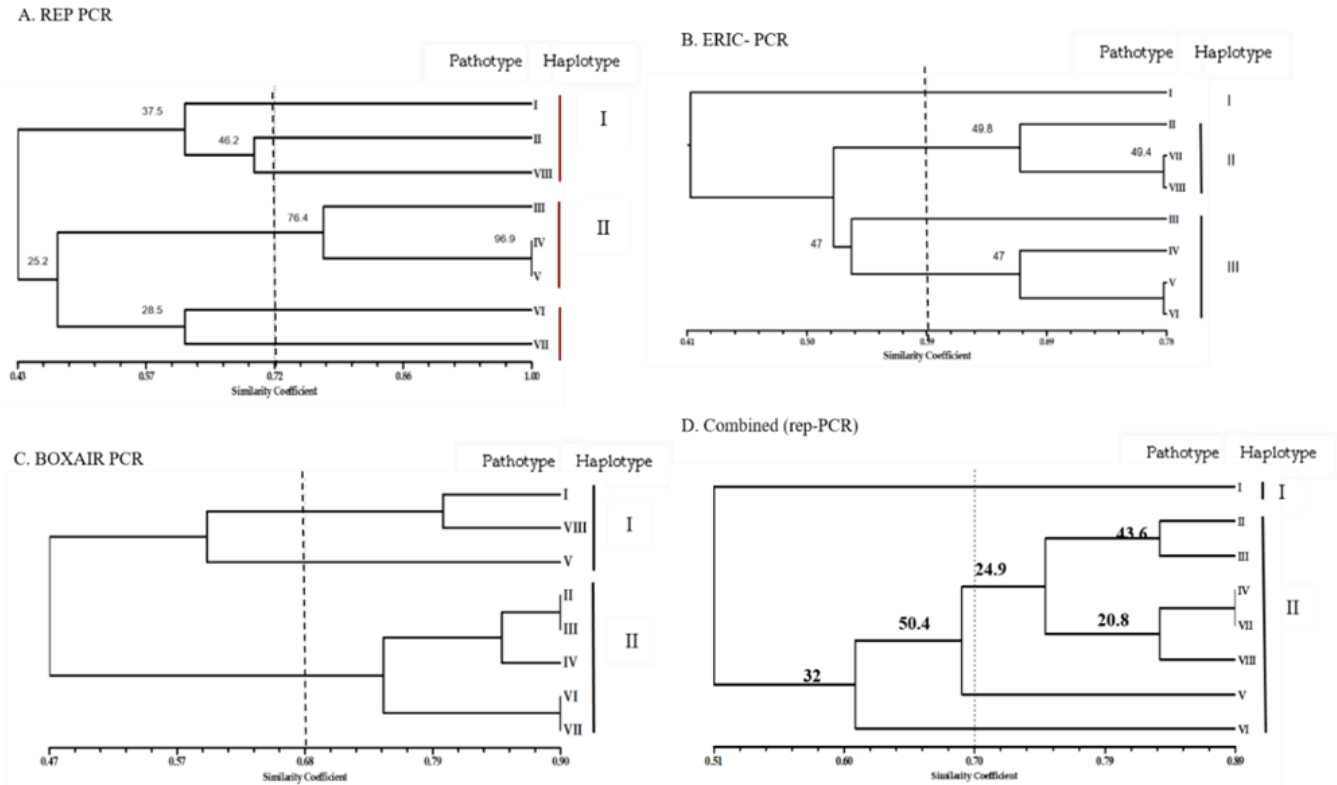 A. REP PCR
Pathotype Haplotype
37.5
I
I
46.2
II
VIII
III
76.4
II
96.9
IV
V
25.2
28.5
VI
VII
0.43 0.57 0.72 0.86 1.00
Similarity Coefficient
B. ERIC- PCR
Pathotype Haplotype
I
I
49.8
II
49.4
VII
II
VIII
III
47
47
IV
III
V
VI
0.41 0.50 0.59 0.69 0.78
Similarity Coefficient
C. BOXAIR PCR
Pathotype Haplotype
I
I
VIII
V
II
III
II
IV
VI
VII
0.47 0.57 0.68 0.79 0.90
Similarity Coefficient
D. Combined (rep-PCR)
Pathotype Haplotype
I
I
II
43.6
III
24.9
IV
II
50.4
20.8
VII
VIII
32
V
VI
0.51 0.60 0.70 0.79 0.89
Similarity Coefficient